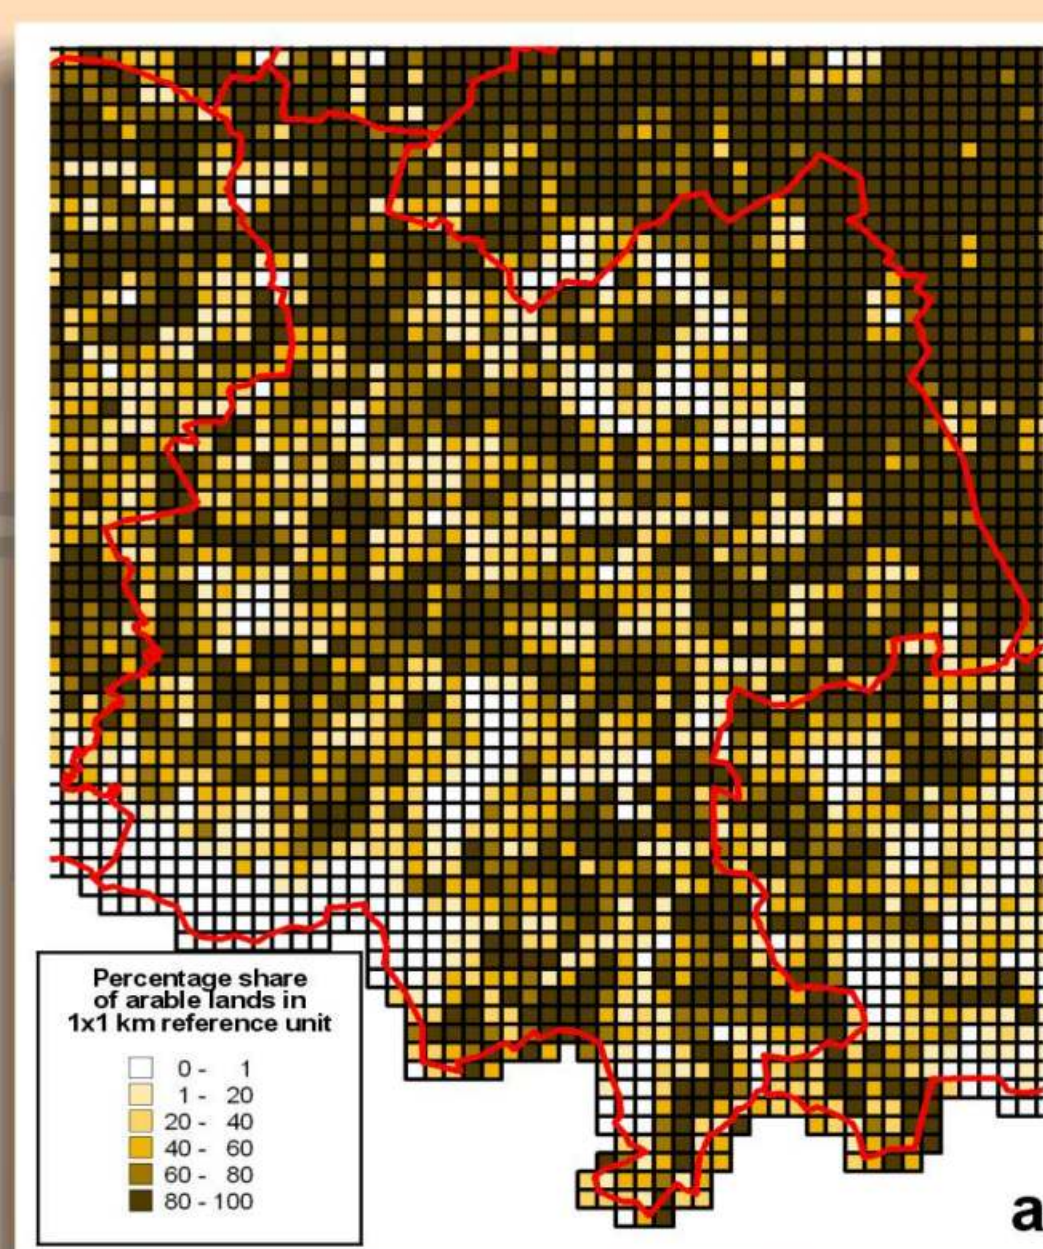 Percentage share
of arable lands in
1x1 km reference unit
0 - 1
1 - 20
20 - 40
40 - 60
60 - 80
80 - 100
a